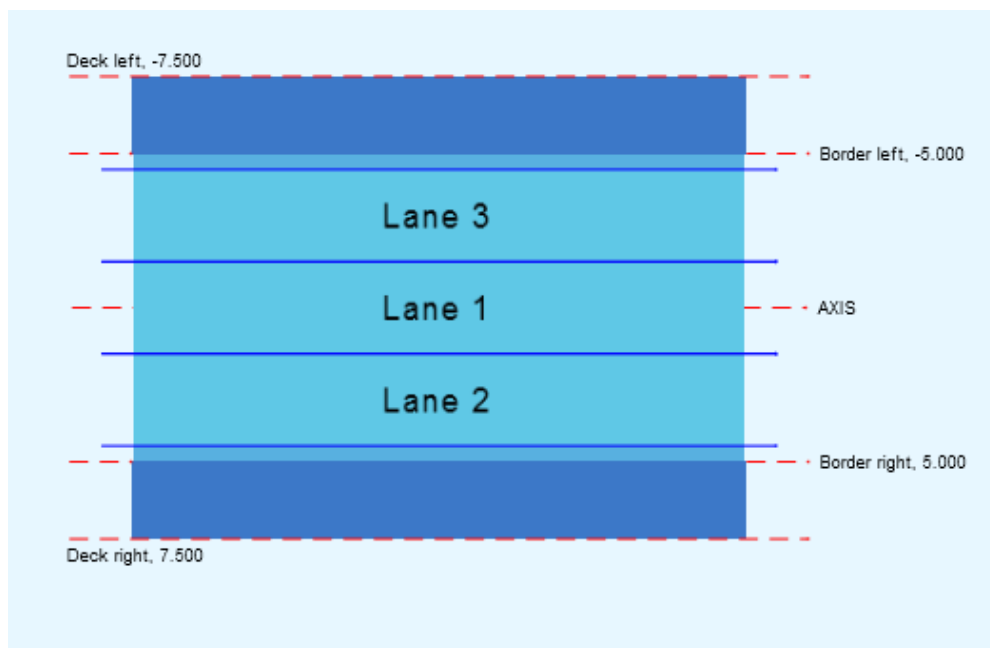 Deck left, -7.500
Border left, -5.000
Lane 3
Lane 1
AXIS
Lane 2
Border right, 5.000
Deck right, 7.500